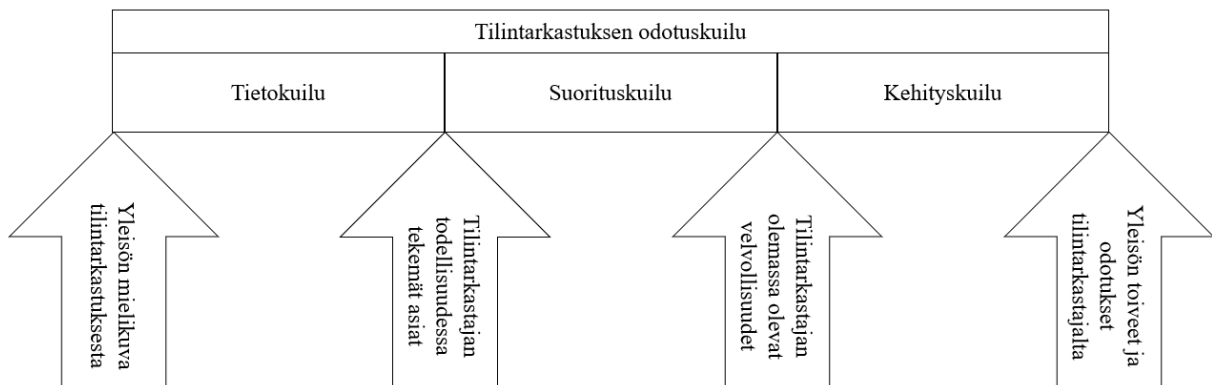 Tilintarkastuksen odotuskuilu
Tietokuilu
Suorituskuilu
Kehityskuilu
Yleisön mielikuva
tilintarkastuksesta
Tilintarkastajan
todellisuudessa
tekemät asiat
Tilintarkastajan
olemassa olevat
velvollisuudet
Yleisön toiveet ja
odotukset
tilintarkastajalta